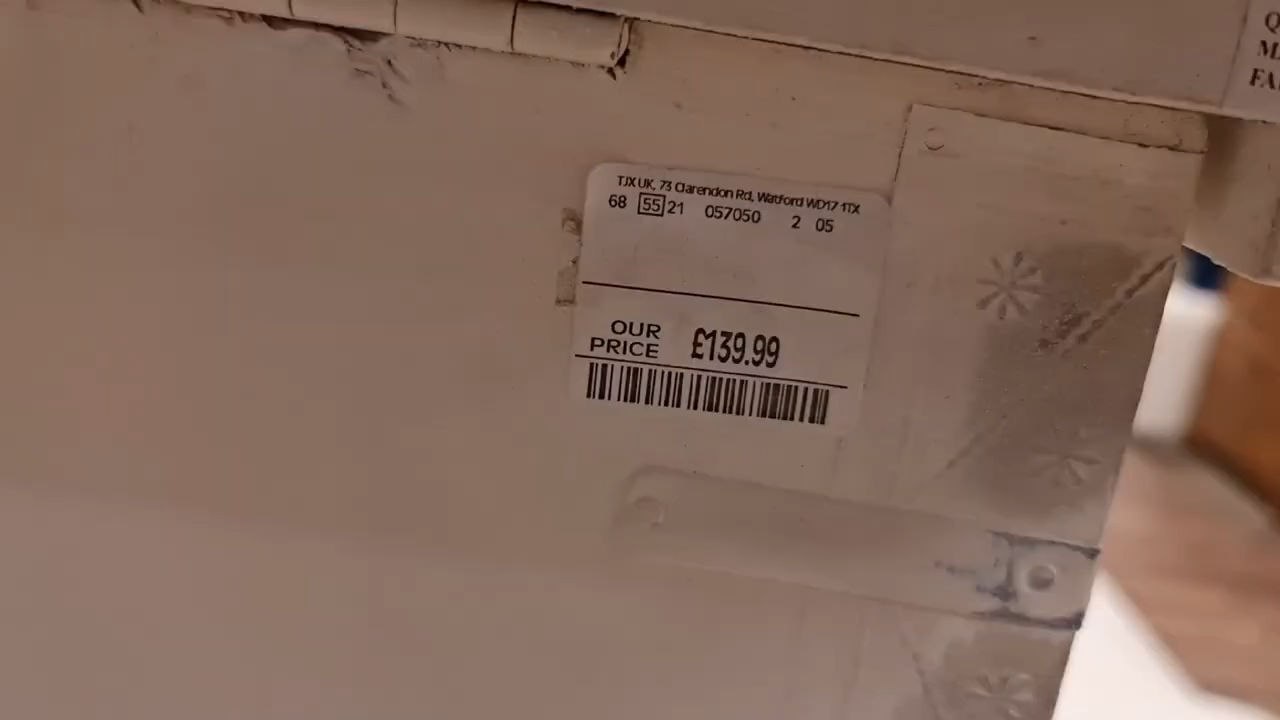 TJX UK, 73 Clarendon Rd, Watford WD17 1TX
68 55 21 057050 2 05
OUR
PRICE £139.99